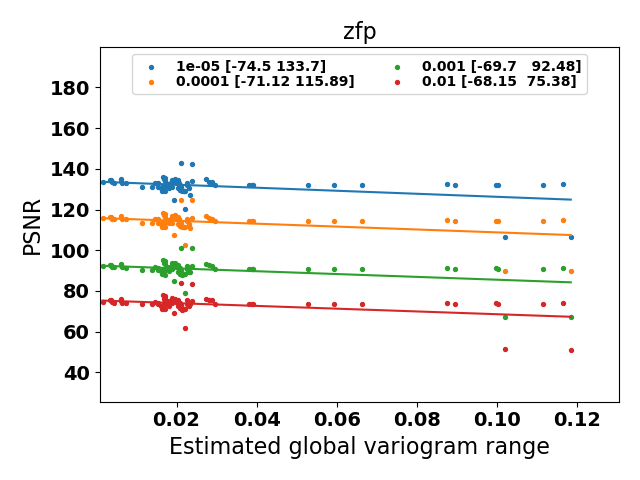 zfp
1e-05 [-74.5 133.7]
0.0001 [-71.12 115.89]
0.001 [-69.7   92.48]
0.01 [-68.15  75.38]
PSNR
180
160
140
120
100
80
60
40
0.02 0.04 0.06 0.08 0.10 0.12
Estimated global variogram range